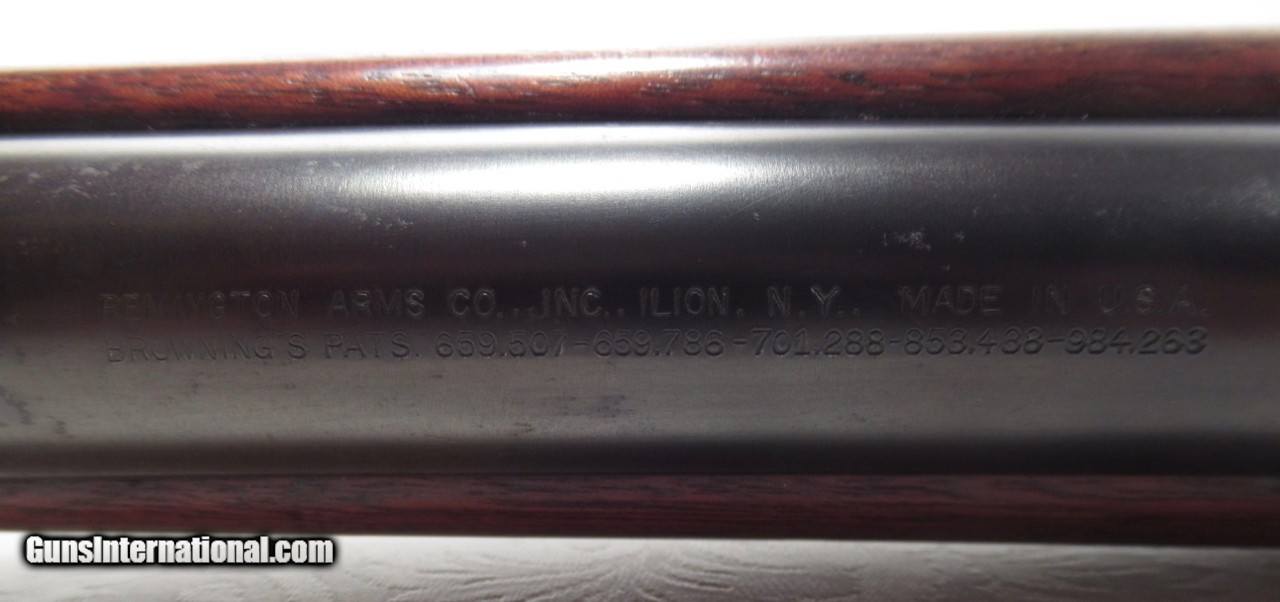 REMINGTON ARMS CO., INC., ILION, N.Y., MADE IN U.S.A.
BROWNING'S PATS. 659.507-659.786-701.288-853.438-984.263
GunsInternational.com